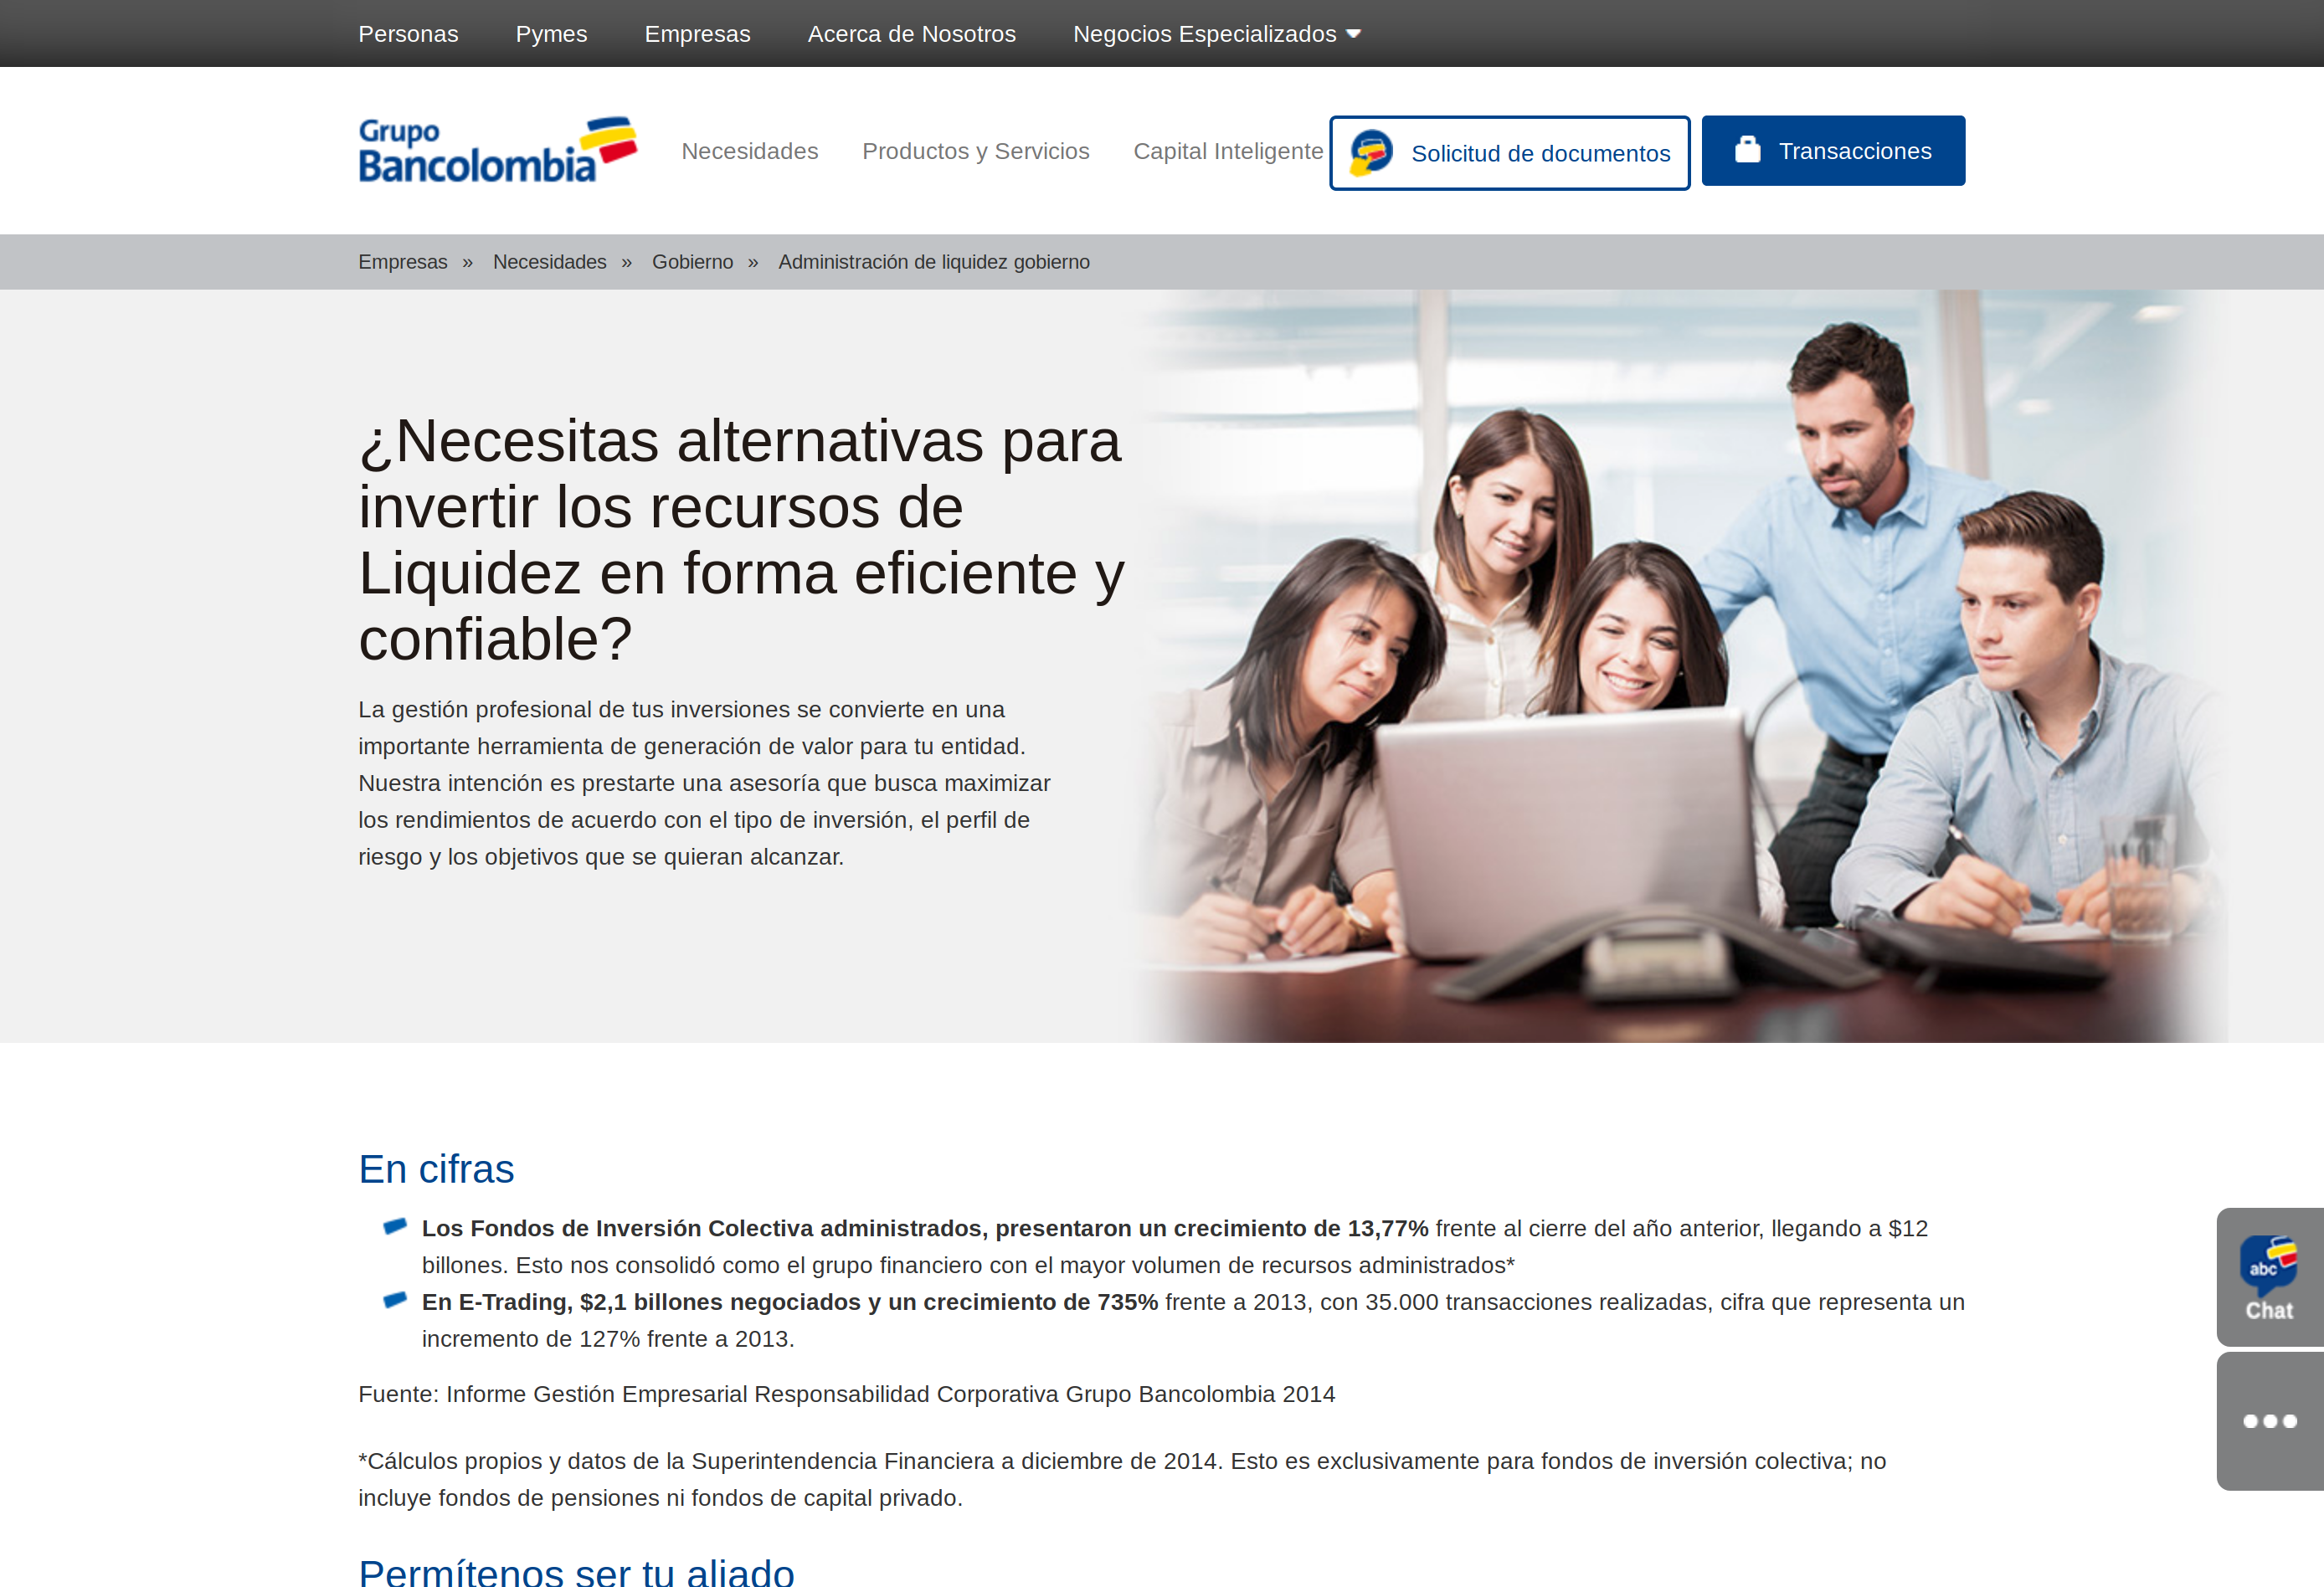 Personas Pymes Empresas Acerca de Nosotros Negocios Especializados
Grupo
Bancolombia
Necesidades Productos y Servicios Capital Inteligente Solicitud de documentos Transacciones
Empresas » Necesidades » Gobierno » Administración de liquidez gobierno
¿Necesitas alternativas para
invertir los recursos de
Liquidez en forma eficiente y
confiable?
La gestión profesional de tus inversiones se convierte en una
importante herramienta de generación de valor para tu entidad.
Nuestra intención es prestarte una asesoría que busca maximizar
los rendimientos de acuerdo con el tipo de inversión, el perfil de
riesgo y los objetivos que se quieran alcanzar.
En cifras
Los Fondos de Inversión Colectiva administrados, presentaron un crecimiento de 13,77% frente al cierre del año anterior, llegando a $12
billones. Esto nos consolidó como el grupo financiero con el mayor volumen de recursos administrados*
En E-Trading, $2,1 billones negociados y un crecimiento de 735% frente a 2013, con 35.000 transacciones realizadas, cifra que representa un
incremento de 127% frente a 2013.
abc
Chat
Fuente: Informe Gestión Empresarial Responsabilidad Corporativa Grupo Bancolombia 2014
*Cálculos propios y datos de la Superintendencia Financiera a diciembre de 2014. Esto es exclusivamente para fondos de inversión colectiva; no
incluye fondos de pensiones ni fondos de capital privado.
Permítenos ser tu aliado